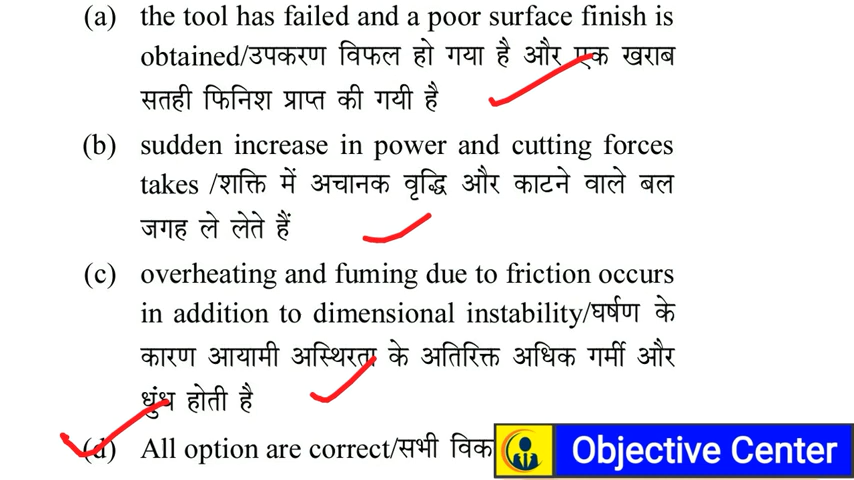 (a) the tool has failed and a poor surface finish is
obtained/उपकरण विफल हो गया है और एक खराब
सतही फिनिश प्राप्त की गयी है
(b) sudden increase in power and cutting forces
takes /शक्ति में अचानक वृद्धि और काटने वाले बल
जगह ले लेते हैं
(c) overheating and fuming due to friction occurs
in addition to dimensional instability/घर्षण के
कारण आयामी अस्थिरता के अतिरिक्त अधिक गर्मी और
धुंध होती है
(d) All option are correct/सभी
Objective Center